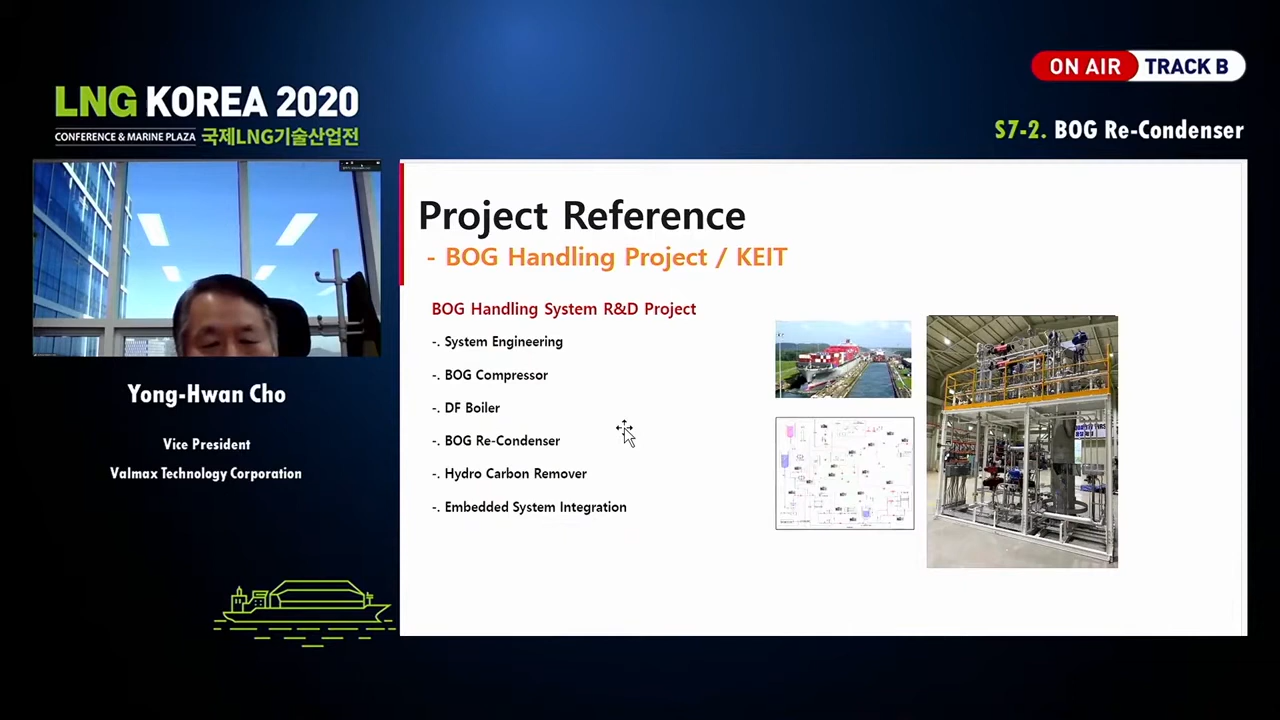 ON AIR TRACK B
LNG KOREA 2020
CONFERENCE & MARINE PLAZA 국제LNG기술산업전
S7-2. BOG Re-Condenser
Yong-Hwan Cho
Vice President
Valmax Technology Corporation
Project Reference
- BOG Handling Project / KEIT
BOG Handling System R&D Project
-. System Engineering
-. BOG Compressor
-. DF Boiler
-. BOG Re-Condenser
-. Hydro Carbon Remover
-. Embedded System Integration